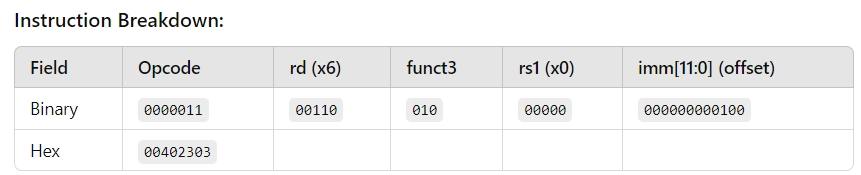 Instruction Breakdown:
Field Opcode rd (x6) funct3 rs1 (x0) imm[11:0] (offset)
Binary 0000011 00110 010 00000 000000000100
Hex 00402303